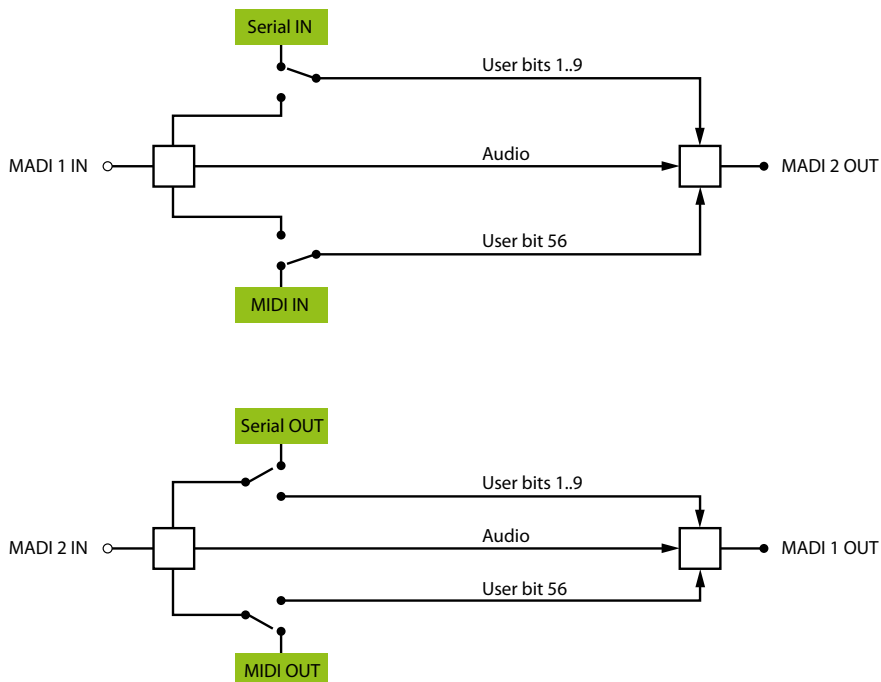 Serial IN
User bits 1..9
MADI 1 IN
Audio
MADI 2 OUT
User bit 56
MIDI IN
Serial OUT
User bits 1..9
MADI 2 IN
Audio
MADI 1 OUT
User bit 56
MIDI OUT